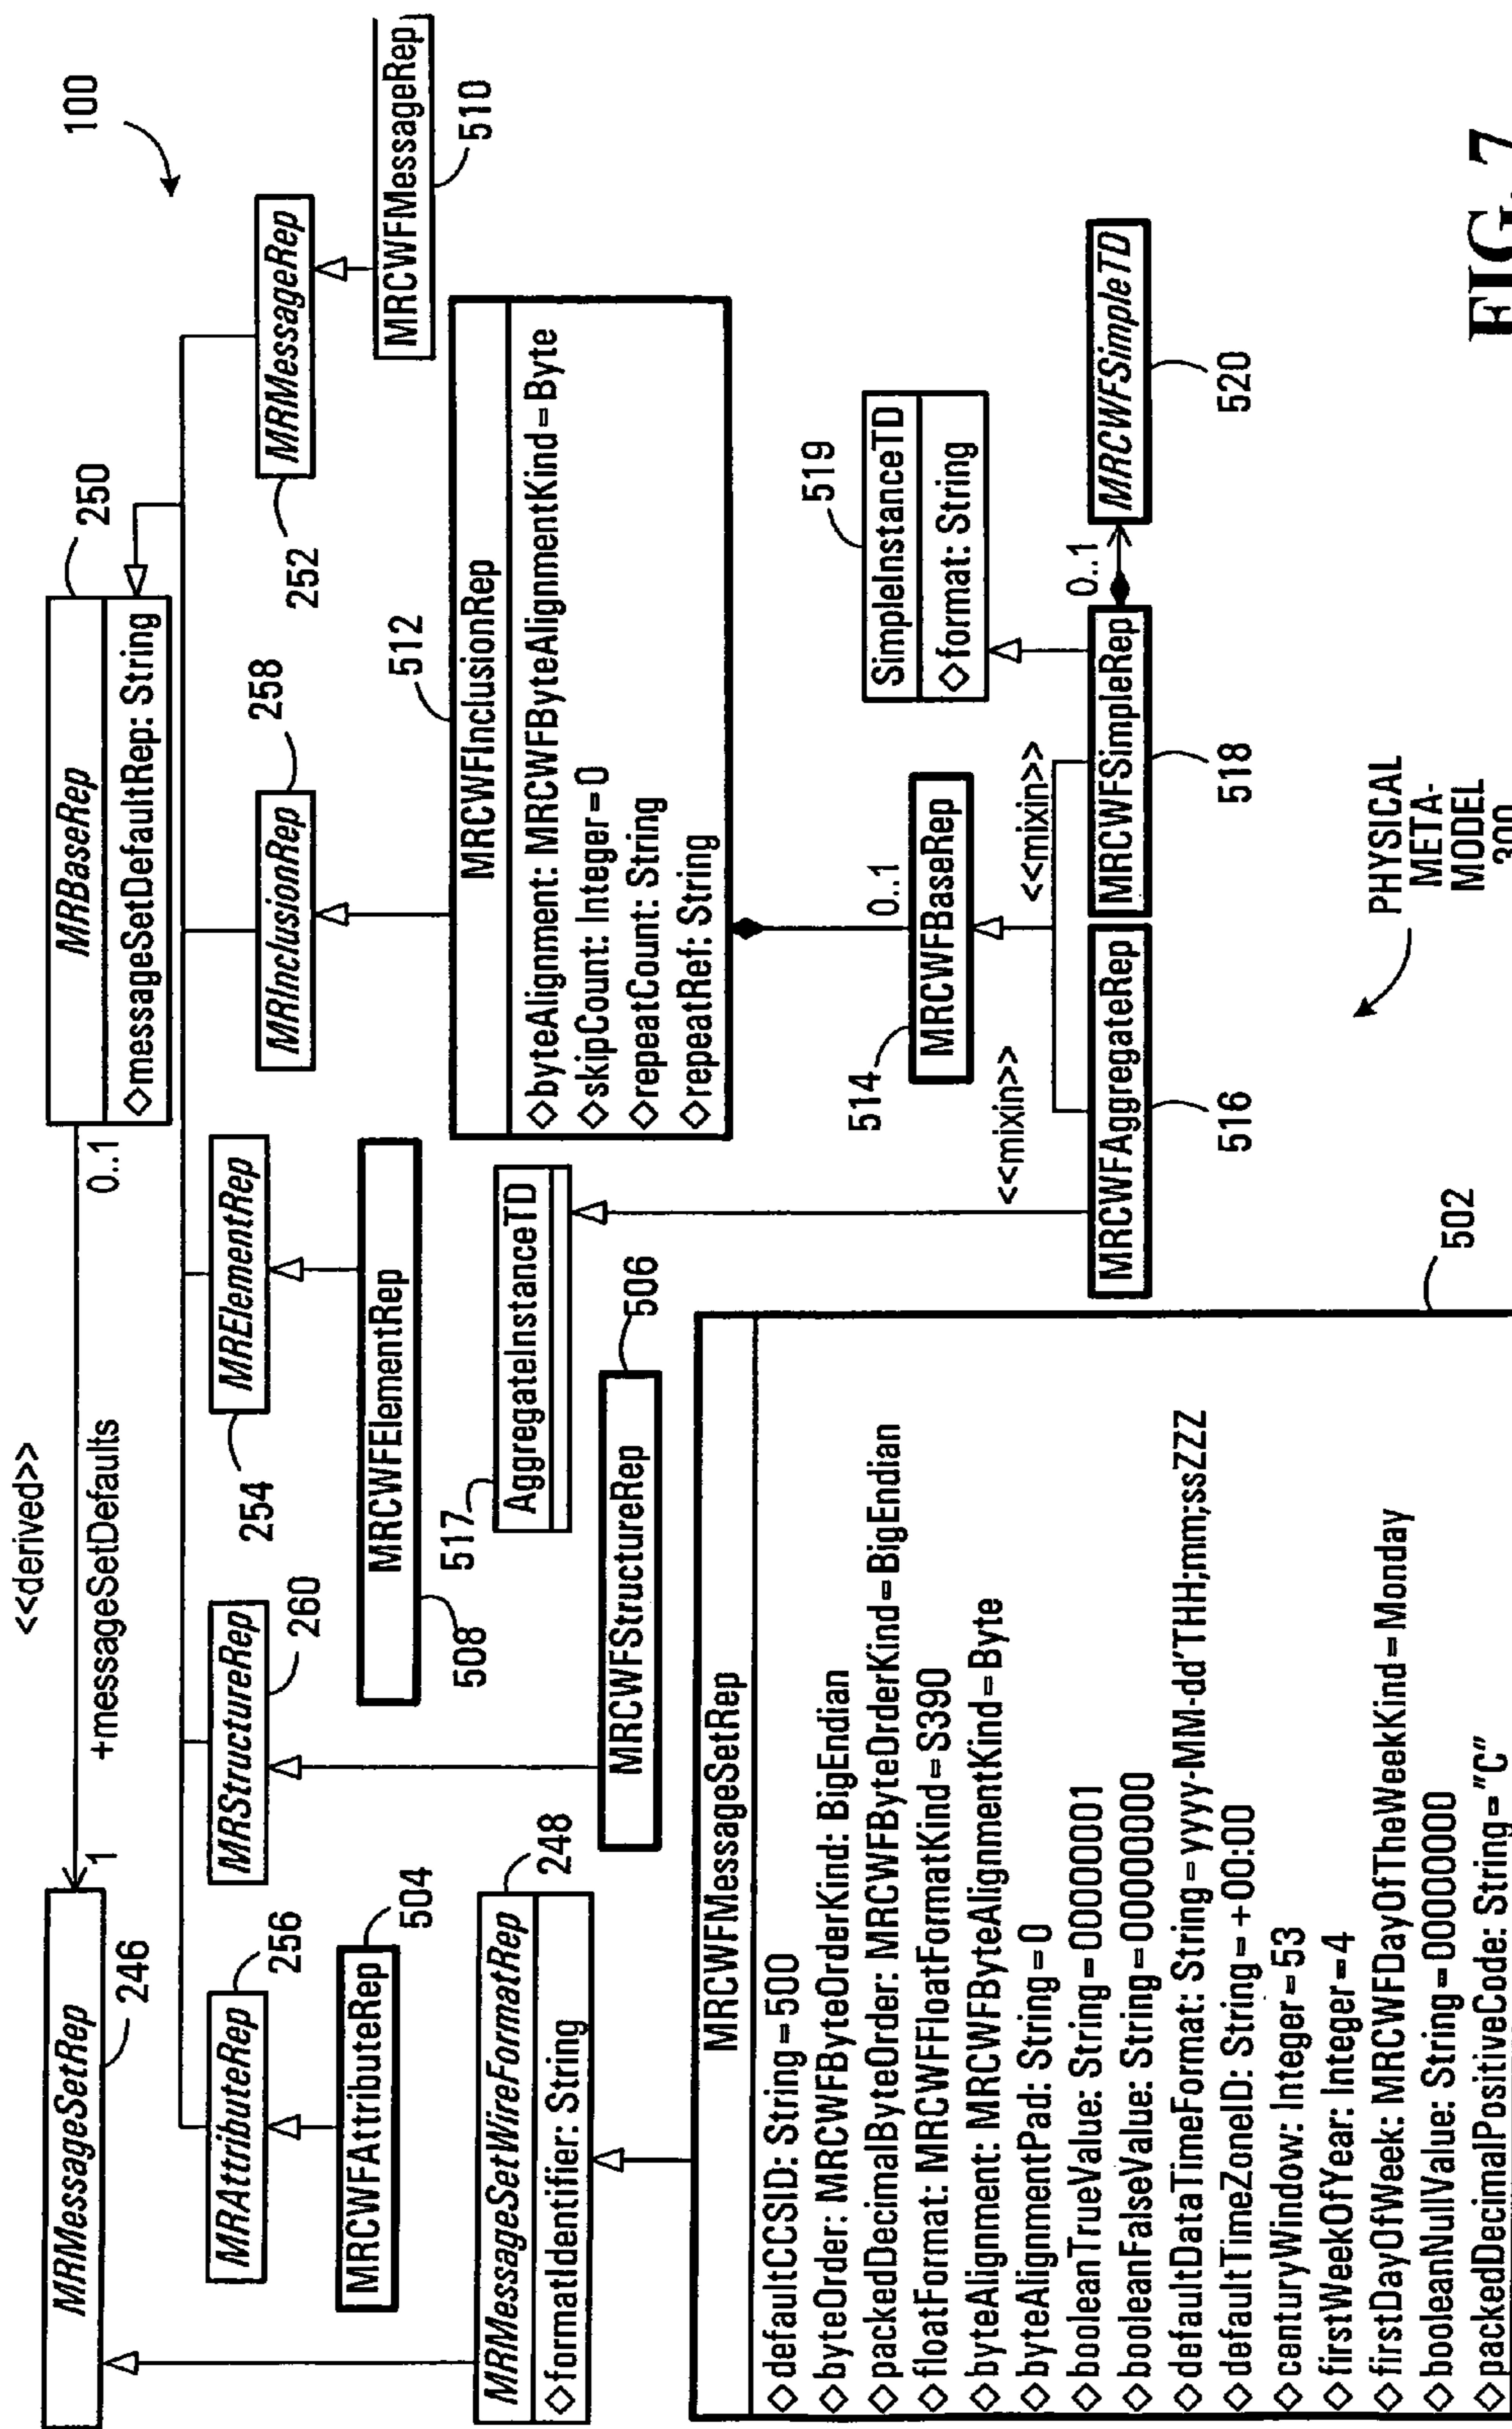 <<derived>>
MRMessageSetRep
246
1
+messageSetDefaults
0..1
MRBaseRep
◇messageSetDefaultRep: String
250
100
MRAttributeRep
256
MRStructureRep
260
MRElementRep
254
MRInclusionRep
258
MRMessageRep
252
MRCWFAttributeRep
504
MRCWFElementRep
508
MRCWFMessageRep
510
MRMessageSetWireFormatRep
◇formatIdentifier: String
248
AggregateInstanceTD
517
MRCWFStructureRep
506
MRCWFInclusionRep
512
◇byteAlignment: MRCWFByteAlignmentKind=Byte
◇skipCount: Integer=0
◇repeatCount: String
◇repeatRef: String
MRCWFMessageSetRep
◇defaultCCSID: String=500
◇byteOrder: MRCWFByteOrderKind: BigEndian
◇packedDecimalByteOrder: MRCWFByteOrderKind=BigEndian
◇floatFormat: MRCWFFloatFormatKind=S390
◇byteAlignment: MRCWFByteAlignmentKind=Byte
◇byteAlignmentPad: String=0
◇booleanTrueValue: String=00000001
◇booleanFalseValue: String=00000000
◇defaultDataTimeFormat: String=yyyy-MM-dd'THH;mm;ssZZZ
◇defaultTimeZoneID: String=+00:00
◇centuryWindow: Integer=53
◇firstWeekOfYear: Integer=4
◇firstDayOfWeek: MRCWFDayOfTheWeekKind=Monday
◇booleanNullValue: String=00000000
◇packedDecimalPositiveCode: String="C"
502
0..1
514
MRCWFBaseRep
519
SimpleInstanceTD
◇format: String
<<mixin>>
<<mixin>>
MRCWFAggregateRep
516
MRCWFSimpleRep
518
0..1
MRCWFSimpleTD
520
PHYSICAL
META-
MODEL
300
FIG. 7